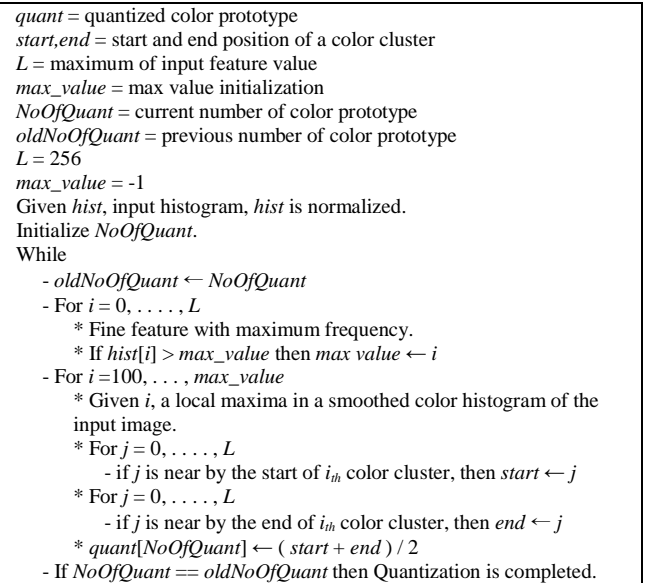 quant = quantized color prototype
start,end = start and end position of a color cluster
L = maximum of input feature value
max_value = max value initialization
NoOfQuant = current number of color prototype
oldNoOfQuant = previous number of color prototype
L = 256
max_value = -1
Given hist, input histogram, hist is normalized.
Initialize NoOfQuant.
While
- oldNoOfQuant ← NoOfQuant
- For i = 0, . . . . , L
* Fine feature with maximum frequency.
* If hist[i] > max_value then max value ← i
- For i =100, . . . , max_value
* Given i, a local maxima in a smoothed color histogram of the
input image.
* For j = 0, . . . . , L
- if j is near by the start of i_th color cluster, then start ← j
* For j = 0, . . . . , L
- if j is near by the end of i_th color cluster, then end ← j
* quant[NoOfQuant] ← ( start + end ) / 2
- If NoOfQuant == oldNoOfQuant then Quantization is completed.